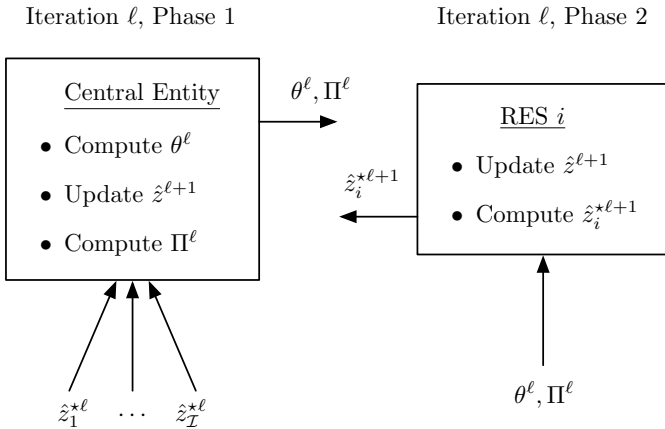 Iteration ℓ, Phase 1
Central Entity
• Compute θ^ℓ
• Update ẑ^{ℓ+1}
• Compute Π^ℓ
θ^ℓ, Π^ℓ
ẑ_1^{⋆ℓ} ⋯ ẑ_ℐ^{⋆ℓ}
Iteration ℓ, Phase 2
RES i
• Update ẑ^{ℓ+1}
• Compute ẑ_i^{⋆ℓ+1}
ẑ_i^{⋆ℓ+1}
θ^ℓ, Π^ℓ